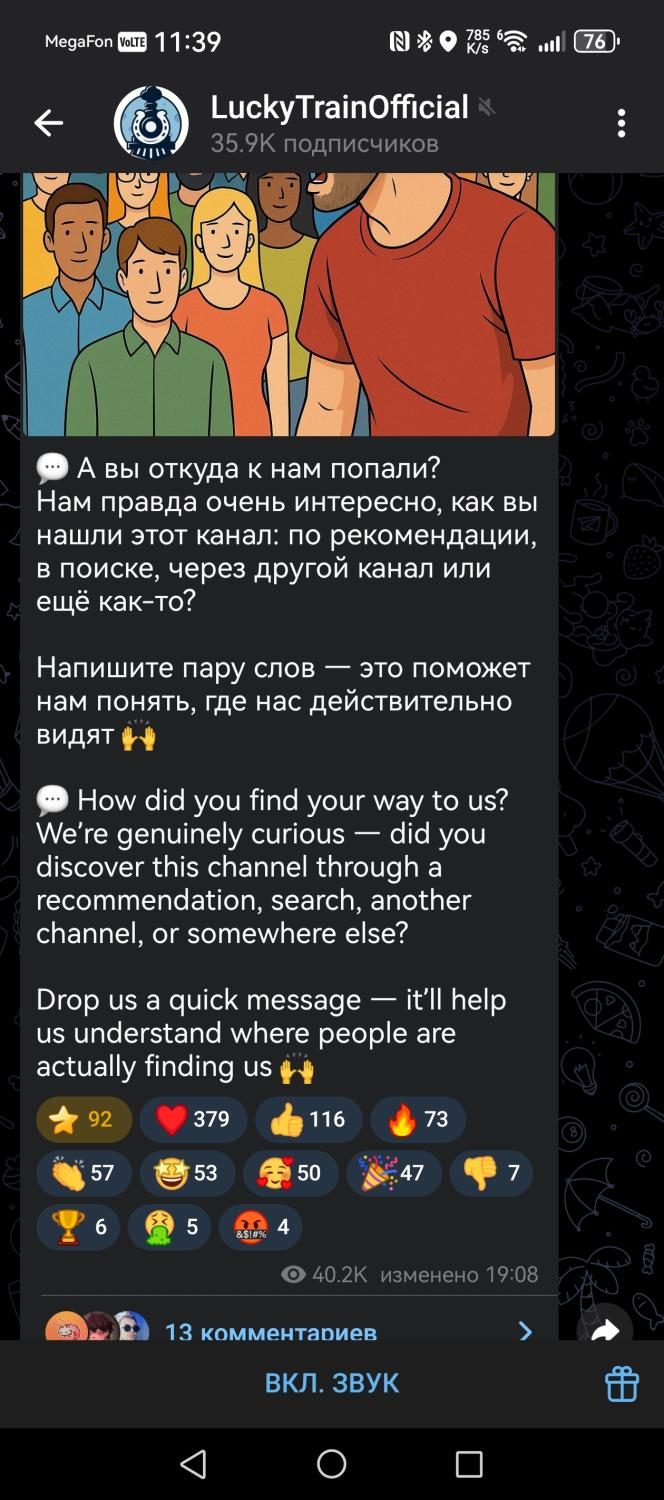 MegaFon VoLTE 11:39 785 K/s 6 76
LuckyTrainOfficial
35.9K подписчиков
💬 А вы откуда к нам попали?
Нам правда очень интересно, как вы
нашли этот канал: по рекомендации,
в поиске, через другой канал или
ещё как-то?
Напишите пару слов — это поможет
нам понять, где нас действительно
видят 🙌
💬 How did you find your way to us?
We’re genuinely curious — did you
discover this channel through a
recommendation, search, another
channel, or somewhere else?
Drop us a quick message — it’ll help
us understand where people are
actually finding us 🙌
⭐ 92 ❤️ 379 👍 116 🔥 73
👏 57 🤩 53 🥰 50 🎉 47 👎 7
🏆 6 🤮 5 🤬 4
40.2K изменено 19:08
13 комментариев
ВКЛ. ЗВУК